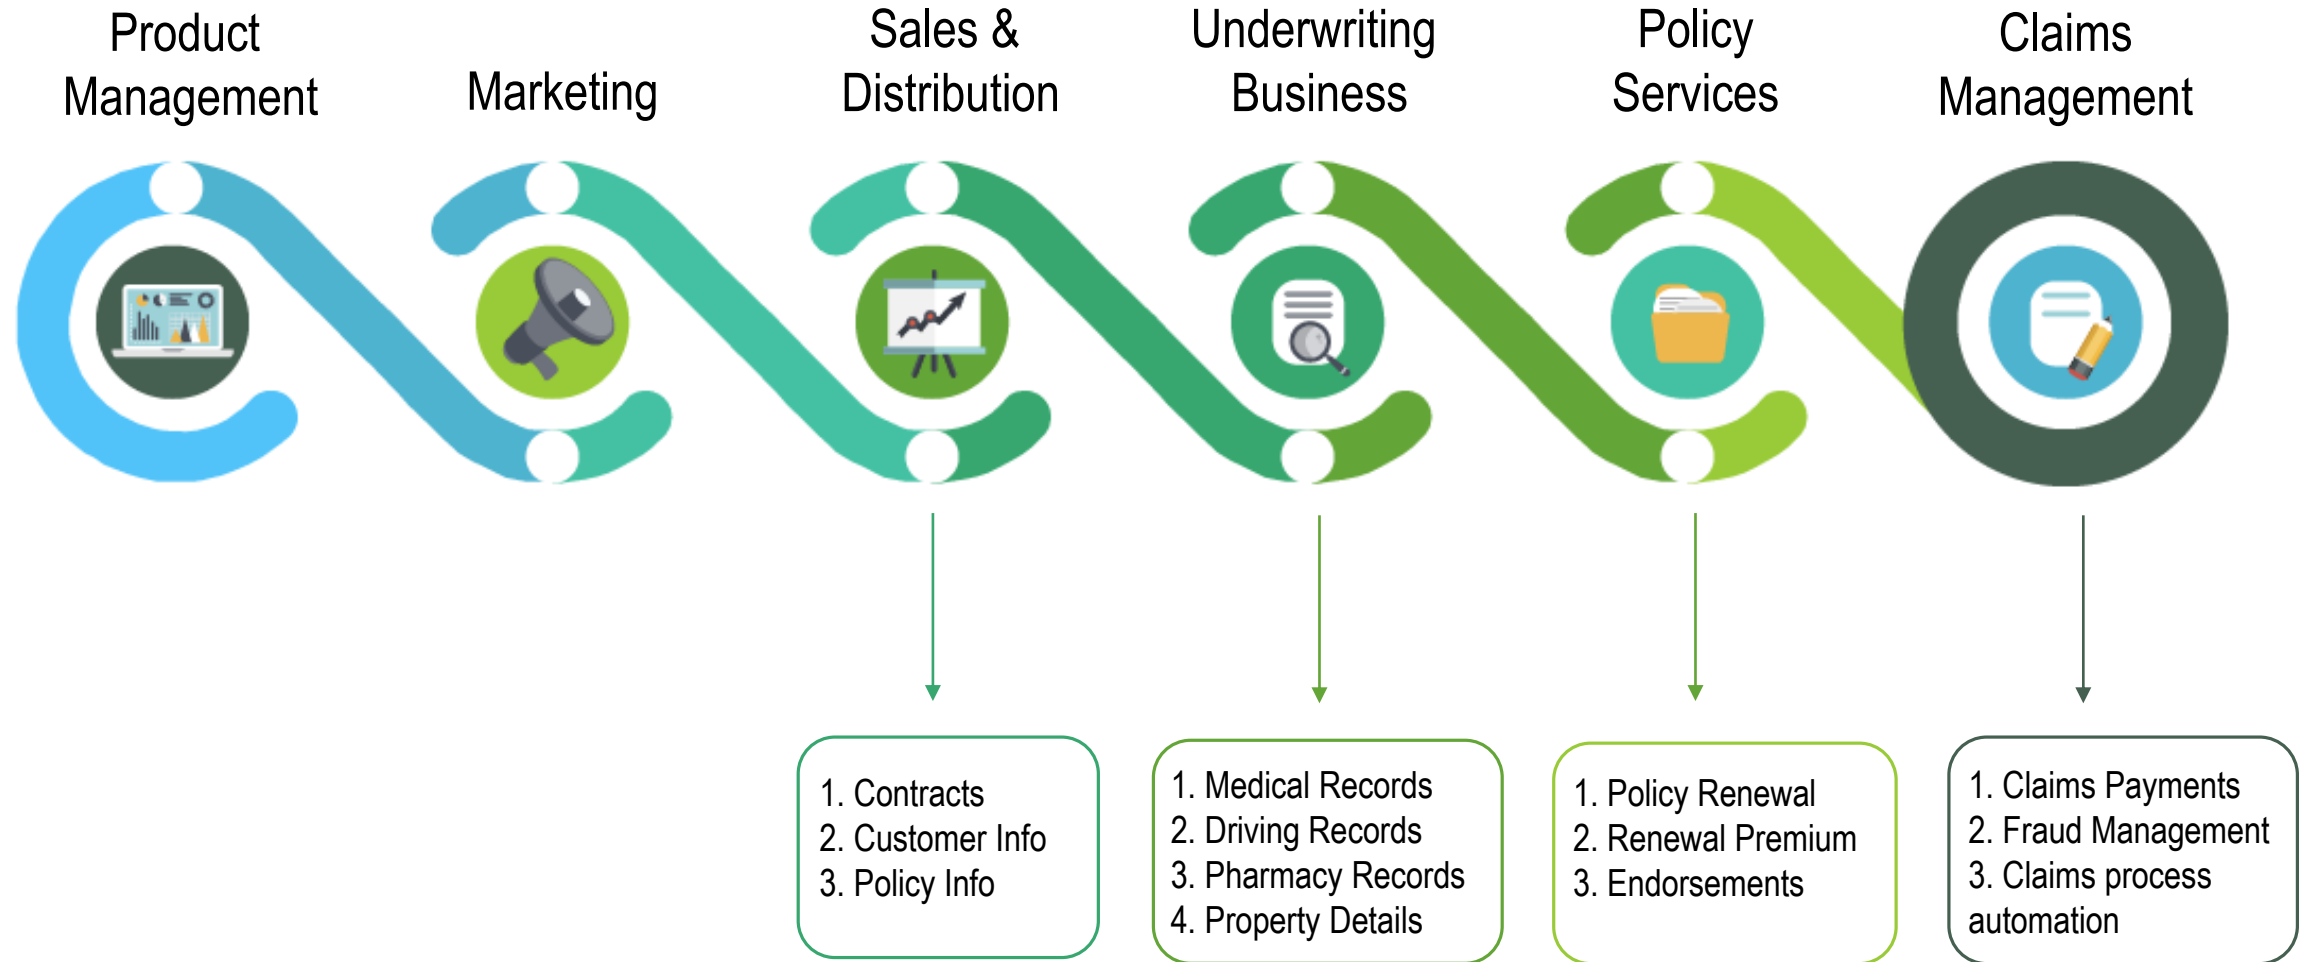 Product
Management
Marketing
Sales &
Distribution
Underwriting
Business
Policy
Services
Claims
Management
1. Contracts
2. Customer Info
3. Policy Info
1. Medical Records
2. Driving Records
3. Pharmacy Records
4. Property Details
1. Policy Renewal
2. Renewal Premium
3. Endorsements
1. Claims Payments
2. Fraud Management
3. Claims process
automation